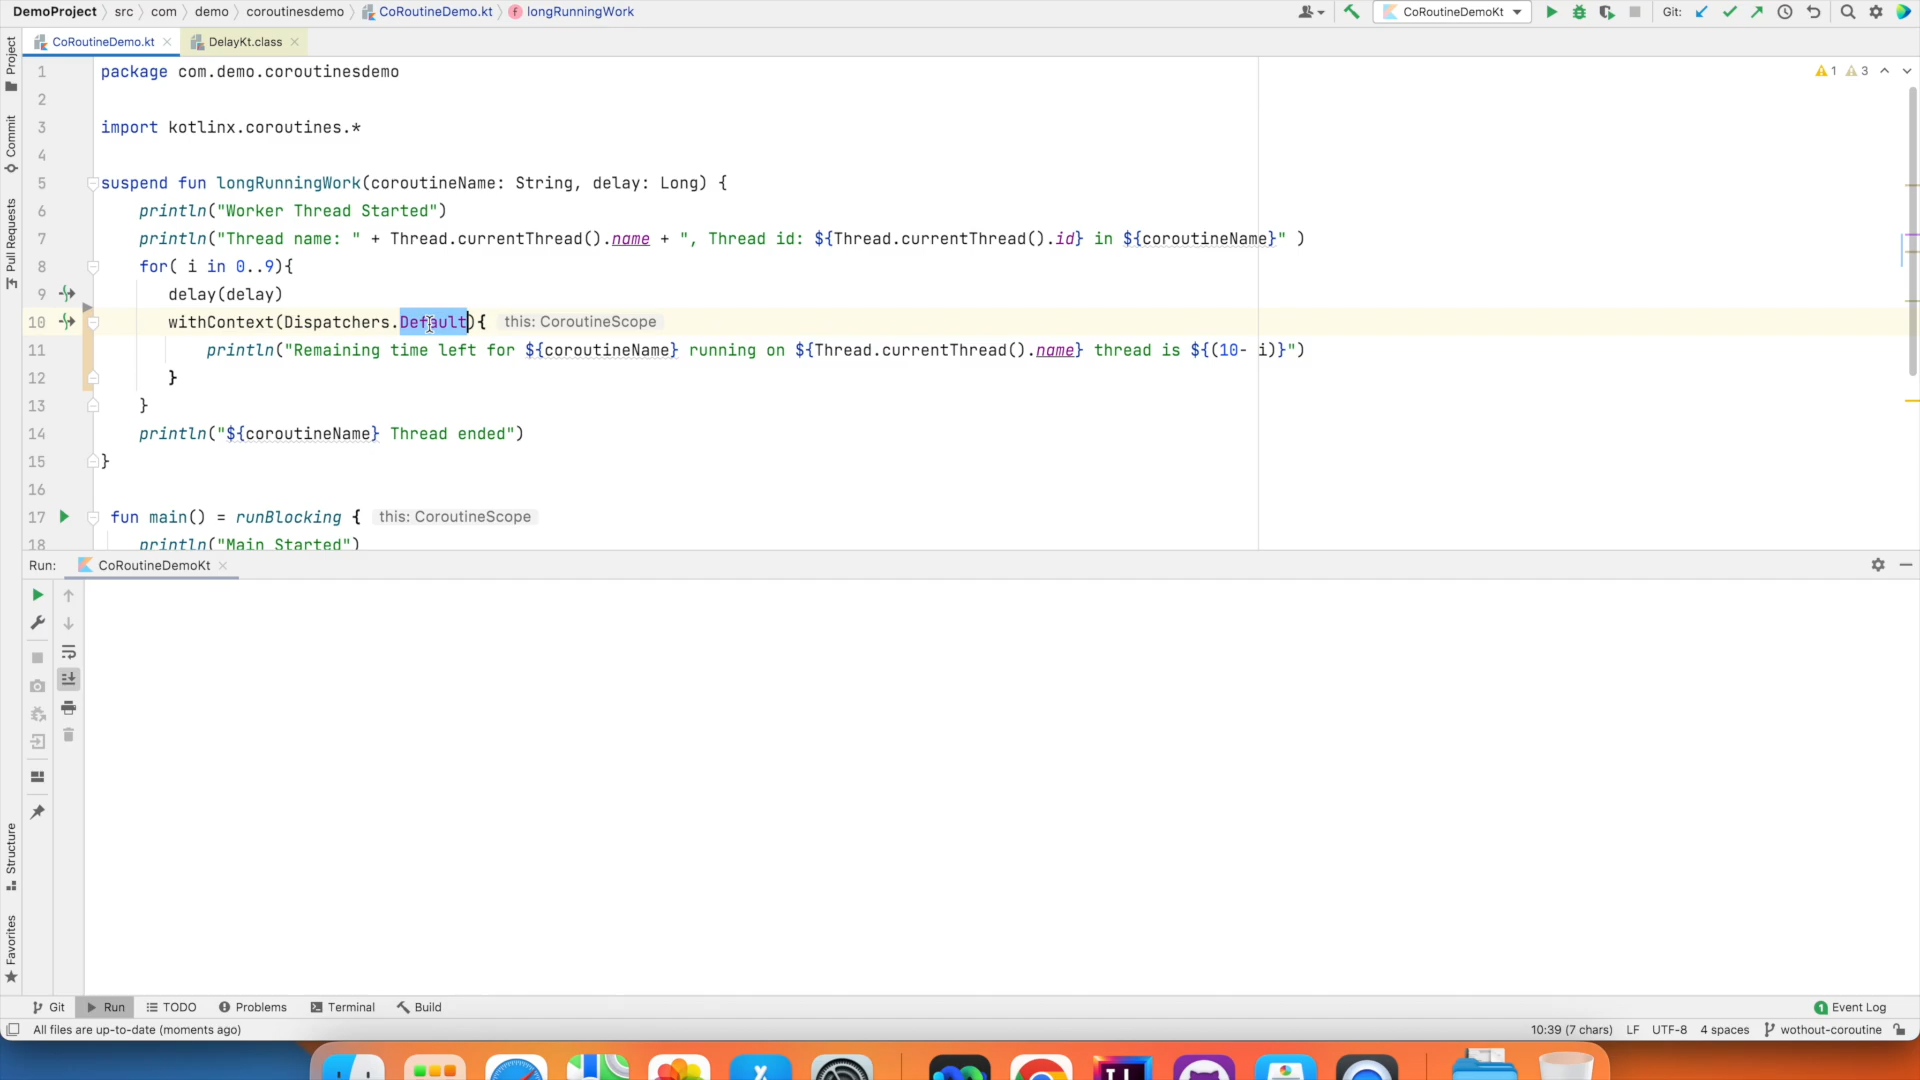 DemoProject src com demo coroutinesdemo CoRoutineDemo.kt longRunningWork CoRoutineDemoKt Git:
CoRoutineDemo.kt DelayKt.class
1 package com.demo.coroutinesdemo 1 3
2
3 import kotlinx.coroutines.*
4
5 suspend fun longRunningWork(coroutineName: String, delay: Long) {
6 println("Worker Thread Started")
7 println("Thread name: " + Thread.currentThread().name + ", Thread id: ${Thread.currentThread().id} in ${coroutineName}" )
8 for( i in 0..9){
9 delay(delay)
10 withContext(Dispatchers.Default){ this: CoroutineScope
11 println("Remaining time left for ${coroutineName} running on ${Thread.currentThread().name} thread is ${(10- i)}")
12 }
13 }
14 println("${coroutineName} Thread ended")
15 }
16
17 fun main() = runBlocking { this: CoroutineScope
18 println("Main Started")
Project
Commit
Pull Requests
Structure
Favorites
Run: CoRoutineDemoKt
Git Run TODO Problems Terminal Build 1 Event Log
All files are up-to-date (moments ago) 10:39 (7 chars) LF UTF-8 4 spaces wothout-coroutine